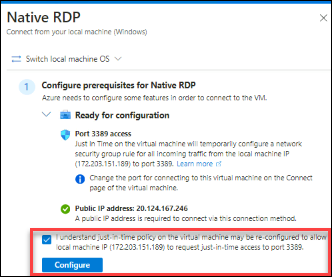 Native RDP
Connect from your local machine (Windows)
Switch local machine OS
1 Configure prerequisites for Native RDP
Azure needs to configure some features in order to connect to the VM.
Ready for configuration
Port 3389 access
Just in Time on the virtual machine will temporarily configure a network
security group rule for all incoming traffic from the local machine IP
(172.203.151.189) to port 3389. Learn more
Change the port for connecting to this virtual machine on the Connect
page of the virtual machine.
Public IP address: 20.124.167.246
A public IP address is required to connect via this connection method.
I understand just-in-time policy on the virtual machine may be re-configured to allow
local machine IP (172.203.151.189) to request just-in-time access to port 3389.
Configure